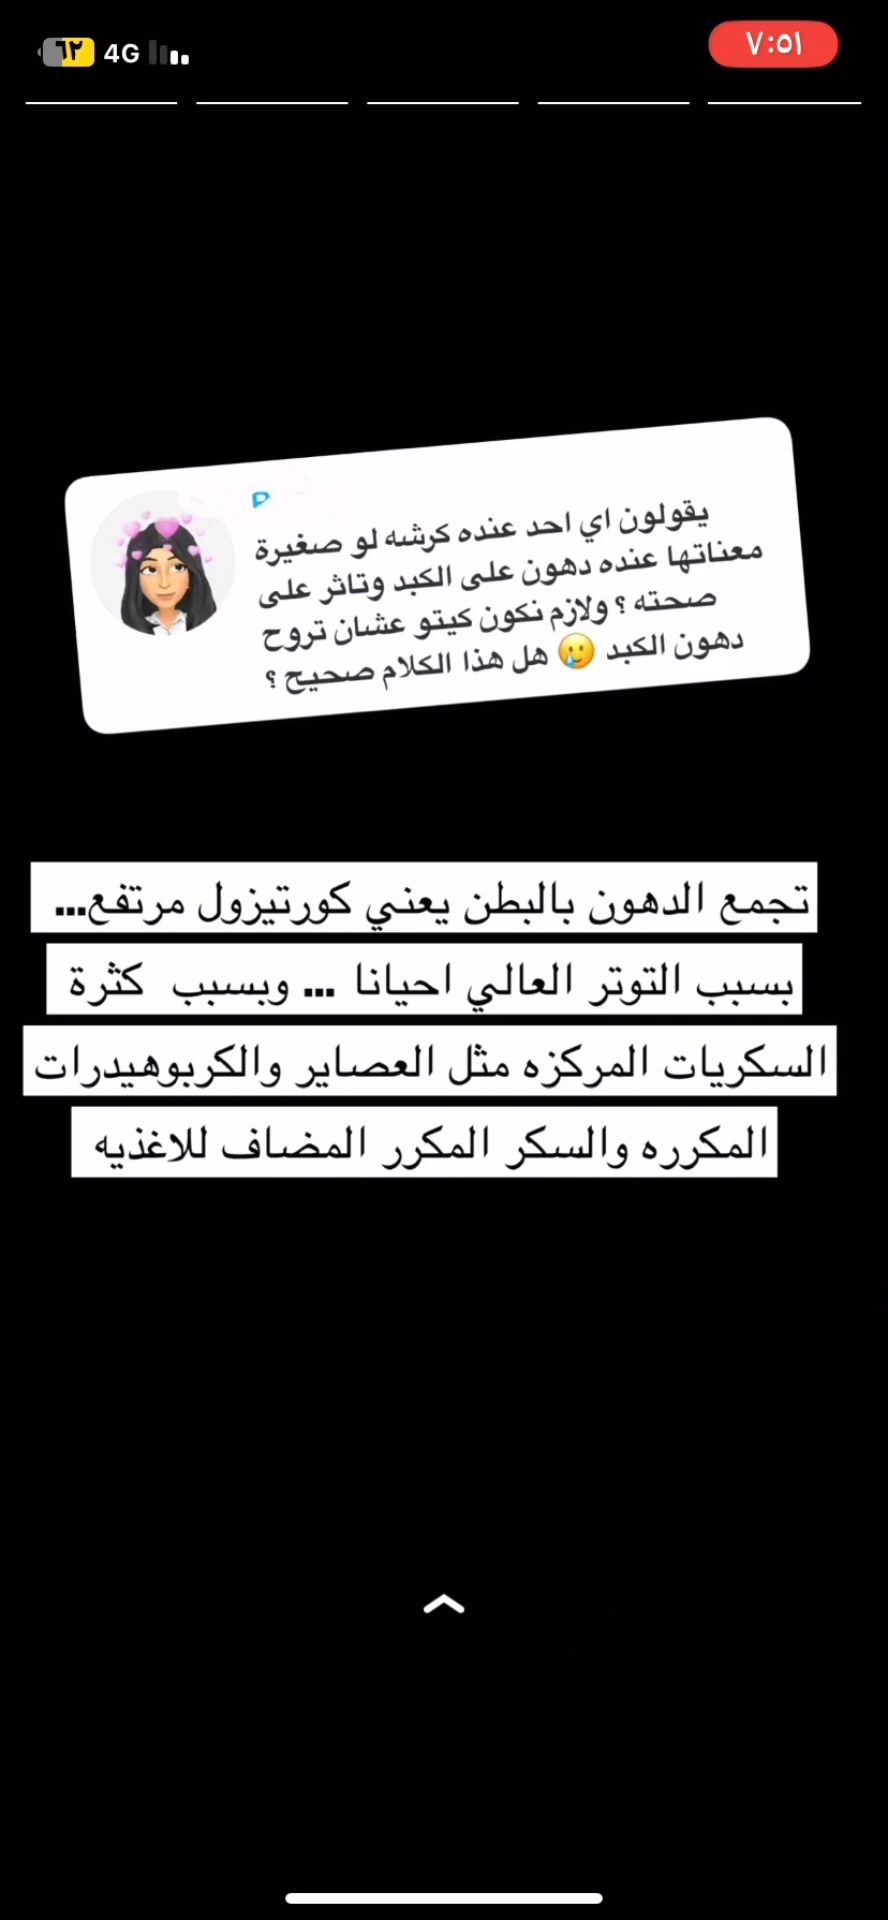 ٦٢ 4G
٧:٥١
يقولون اي احد عنده كرشه لو صغيرة
معناتها عنده دهون على الكبد وتاثر على
صحته ؟ ولازم نكون كيتو عشان تروح
دهون الكبد 🥲 هل هذا الكلام صحيح ؟
تجمع الدهون بالبطن يعني كورتيزول مرتفع...
بسبب التوتر العالي احيانا ... وبسبب كثرة
السكريات المركزه مثل العصاير والكربوهيدرات
المكرره والسكر المكرر المضاف للاغذيه